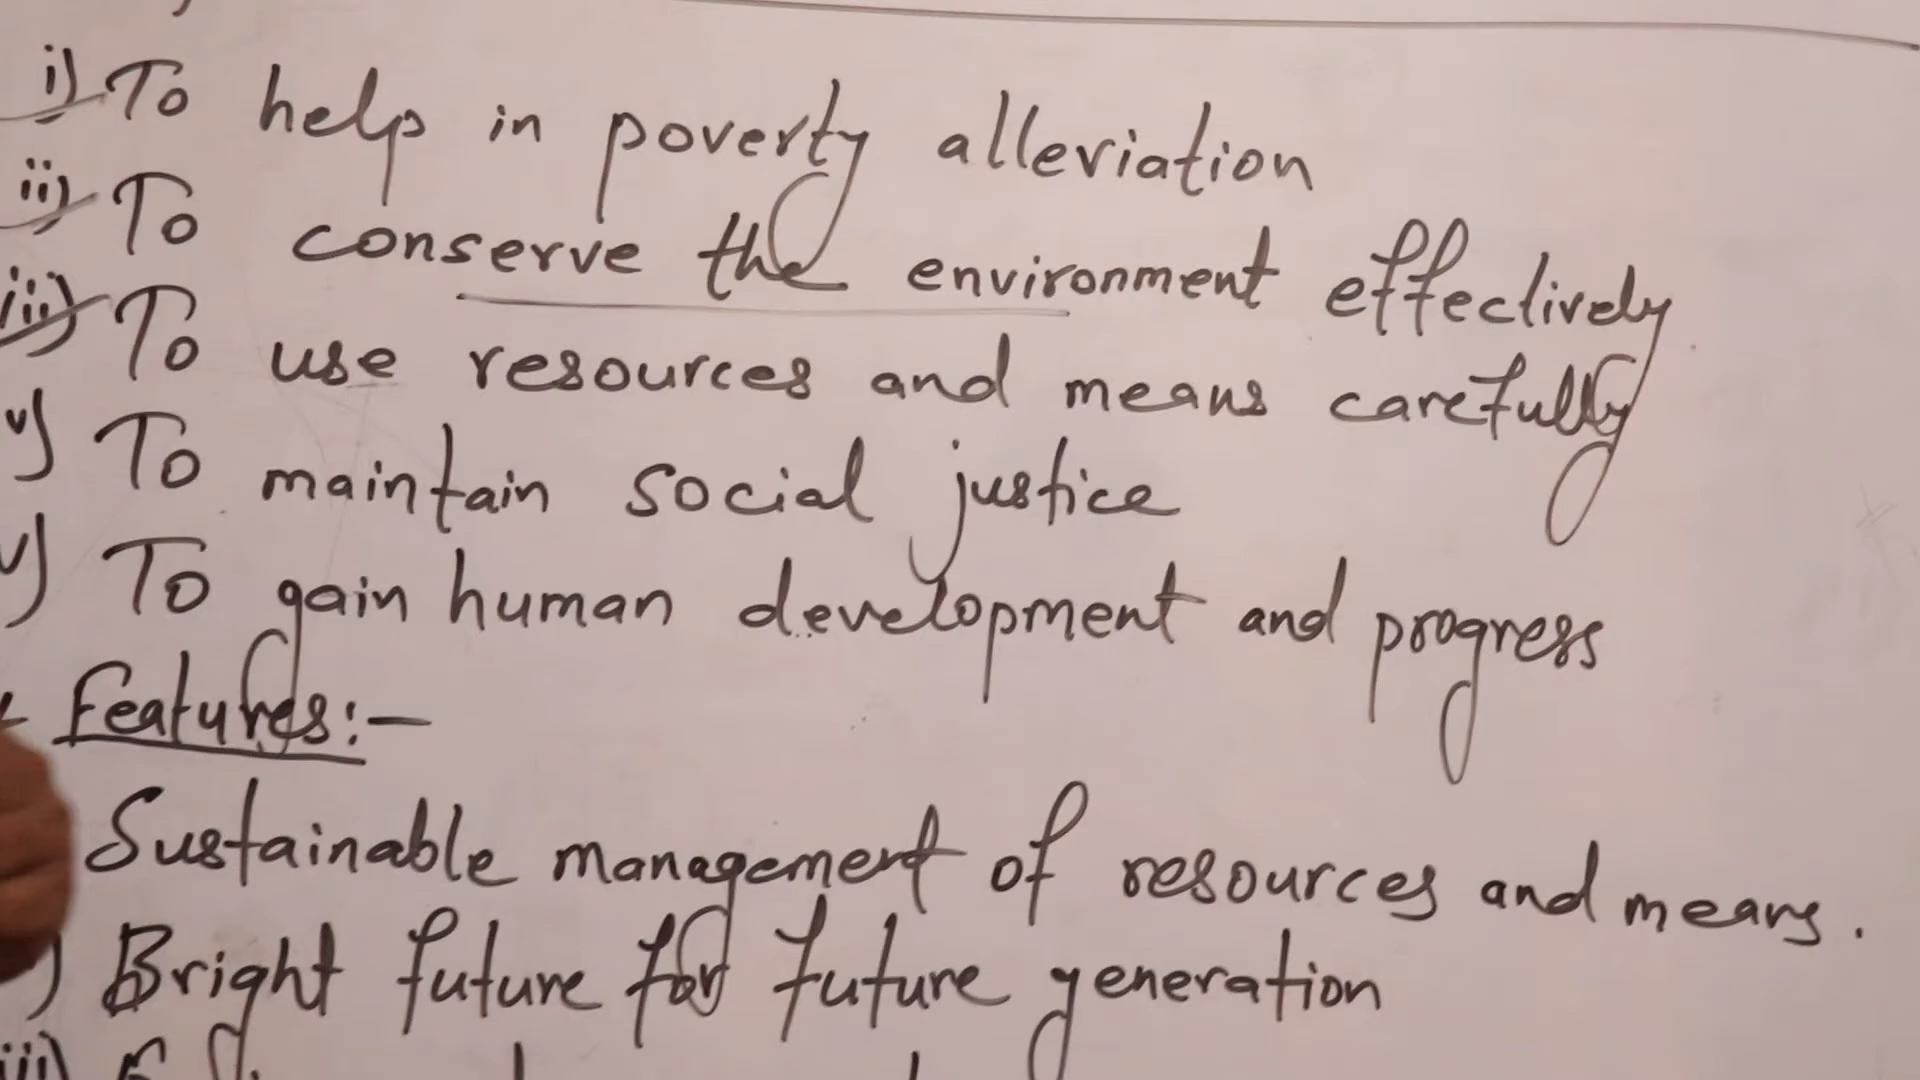 i) To help in poverty alleviation
ii) To conserve the environment effectively
iii) To use resources and means carefully
v) To maintain social justice
v) To gain human development and progress
Features:-
Sustainable management of resources and means.
) Bright future for future generation
iii)